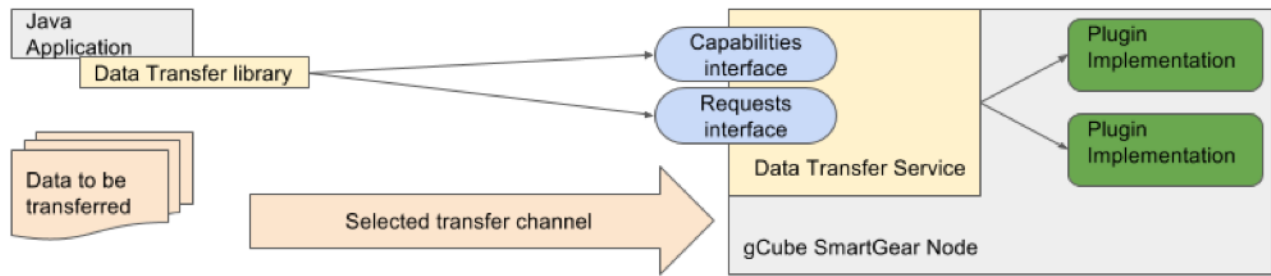 Java
Application
Data Transfer library
Capabilities
interface
Requests
interface
Plugin
Implementation
Plugin
Implementation
Data Transfer Service
Data to be
transferred
Selected transfer channel
gCube SmartGear Node